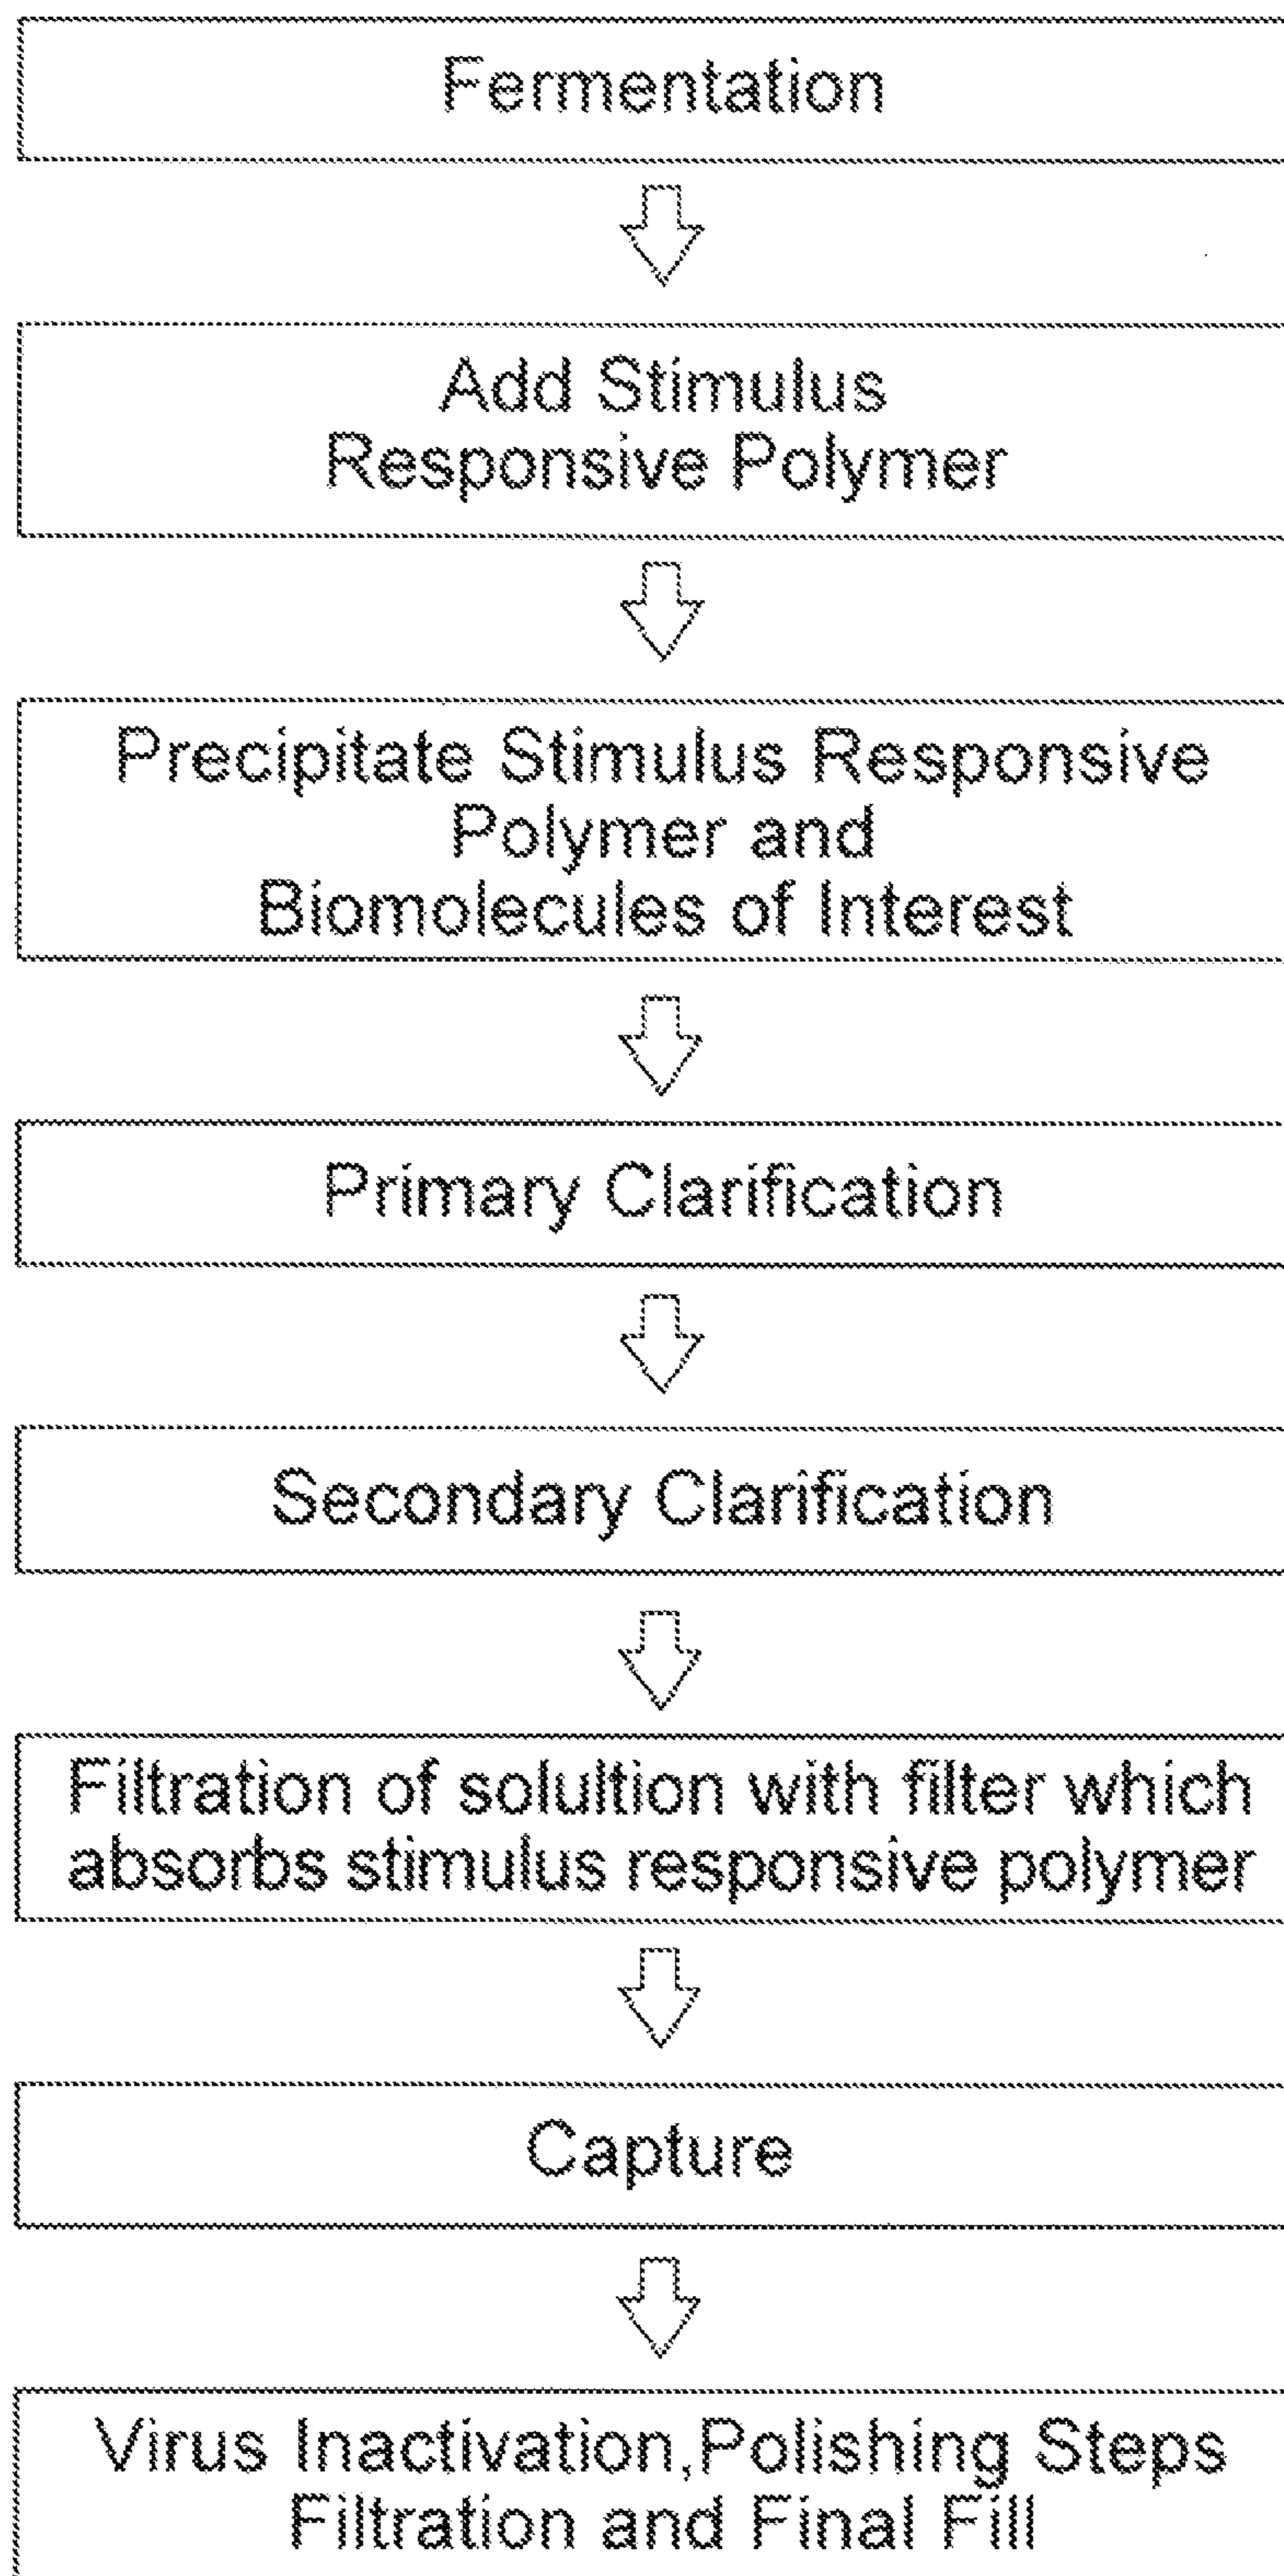 Fermentation
Add Stimulus
Responsive Polymer
Precipitate Stimulus Responsive
Polymer and
Biomolecules of Interest
Primary Clarification
Secondary Clarification
Filtration of solultion with filter which
absorbs stimulus responsive polymer
Capture
Virus Inactivation,Polishing Steps
Filtration and Final Fill